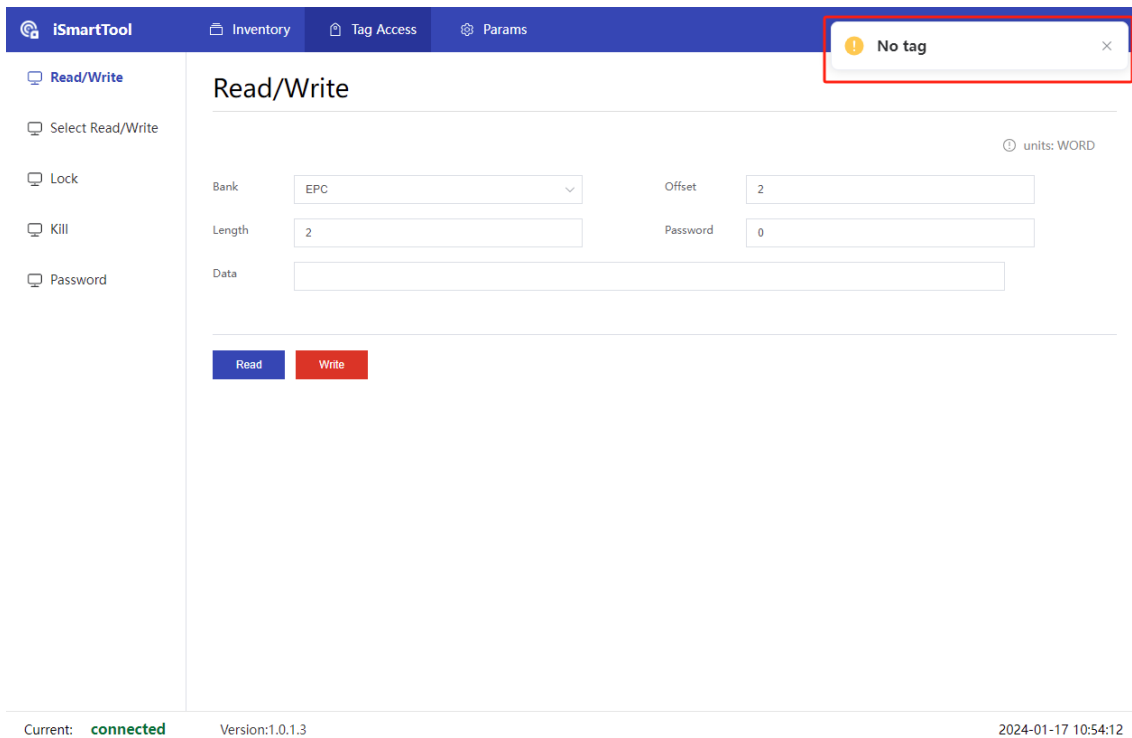 iSmartTool Inventory Tag Access Params
No tag
Read/Write
Select Read/Write
Lock
Kill
Password
Read/Write
units: WORD
Bank EPC Offset 2
Length 2 Password 0
Data
Read Write
Current: connected Version:1.0.1.3 2024-01-17 10:54:12